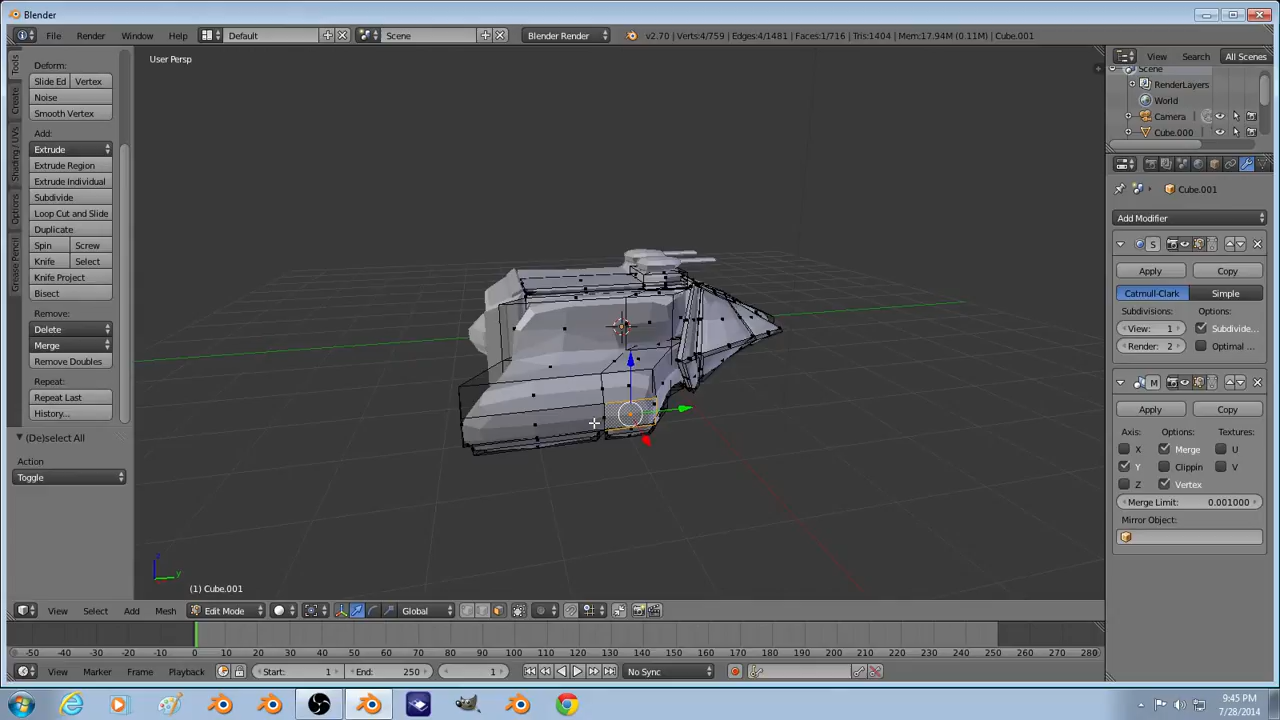 Blender
File Render Window Help Default Scene Blender Render v2.70 | Verts:4/759 | Edges:4/1481 | Faces:1/716 | Tris:1404 | Mem:17.94M (0.11M) | Cube.001
User Persp
Tools
Create
Shading / UVs
Options
Grease Pencil
Deform:
Slide Ed Vertex
Noise
Smooth Vertex
Add:
Extrude
Extrude Region
Extrude Individual
Subdivide
Loop Cut and Slide
Duplicate
Spin Screw
Knife Select
Knife Project
Bisect
Remove:
Delete
Merge
Remove Doubles
Repeat:
Repeat Last
History...
(De)select All
Action
Toggle
z
y
(1) Cube.001
View Select Add Mesh Edit Mode Global
View Search All Scenes
Scene
RenderLayers
World
Camera
Cube.000
Cube.001
Add Modifier
S
Apply Copy
Catmull-Clark Simple
Subdivisions: Options:
View: 1 Subdivide...
Render: 2 Optimal ...
M
Apply Copy
Axis: Options: Textures:
X Merge U
Y Clippin V
Z Vertex
Merge Limit: 0.001000
Mirror Object:
-50 -40 -30 -20 -10 0 10 20 30 40 50 60 70 80 90 100 110 120 130 140 150 160 170 180 190 200 210 220 230 240 250 260 270 280
View Marker Frame Playback Start: 1 End: 250 1 No Sync
9:45 PM
7/28/2014